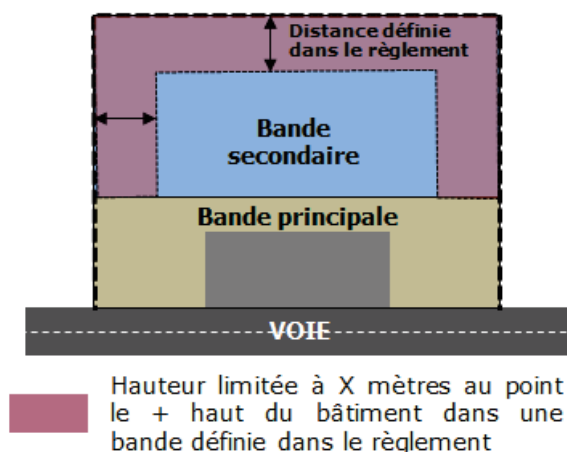 Distance définie
dans le règlement
Bande
secondaire
Bande principale
VOIE
Hauteur limitée à X mètres au point
le + haut du bâtiment dans une
bande définie dans le règlement